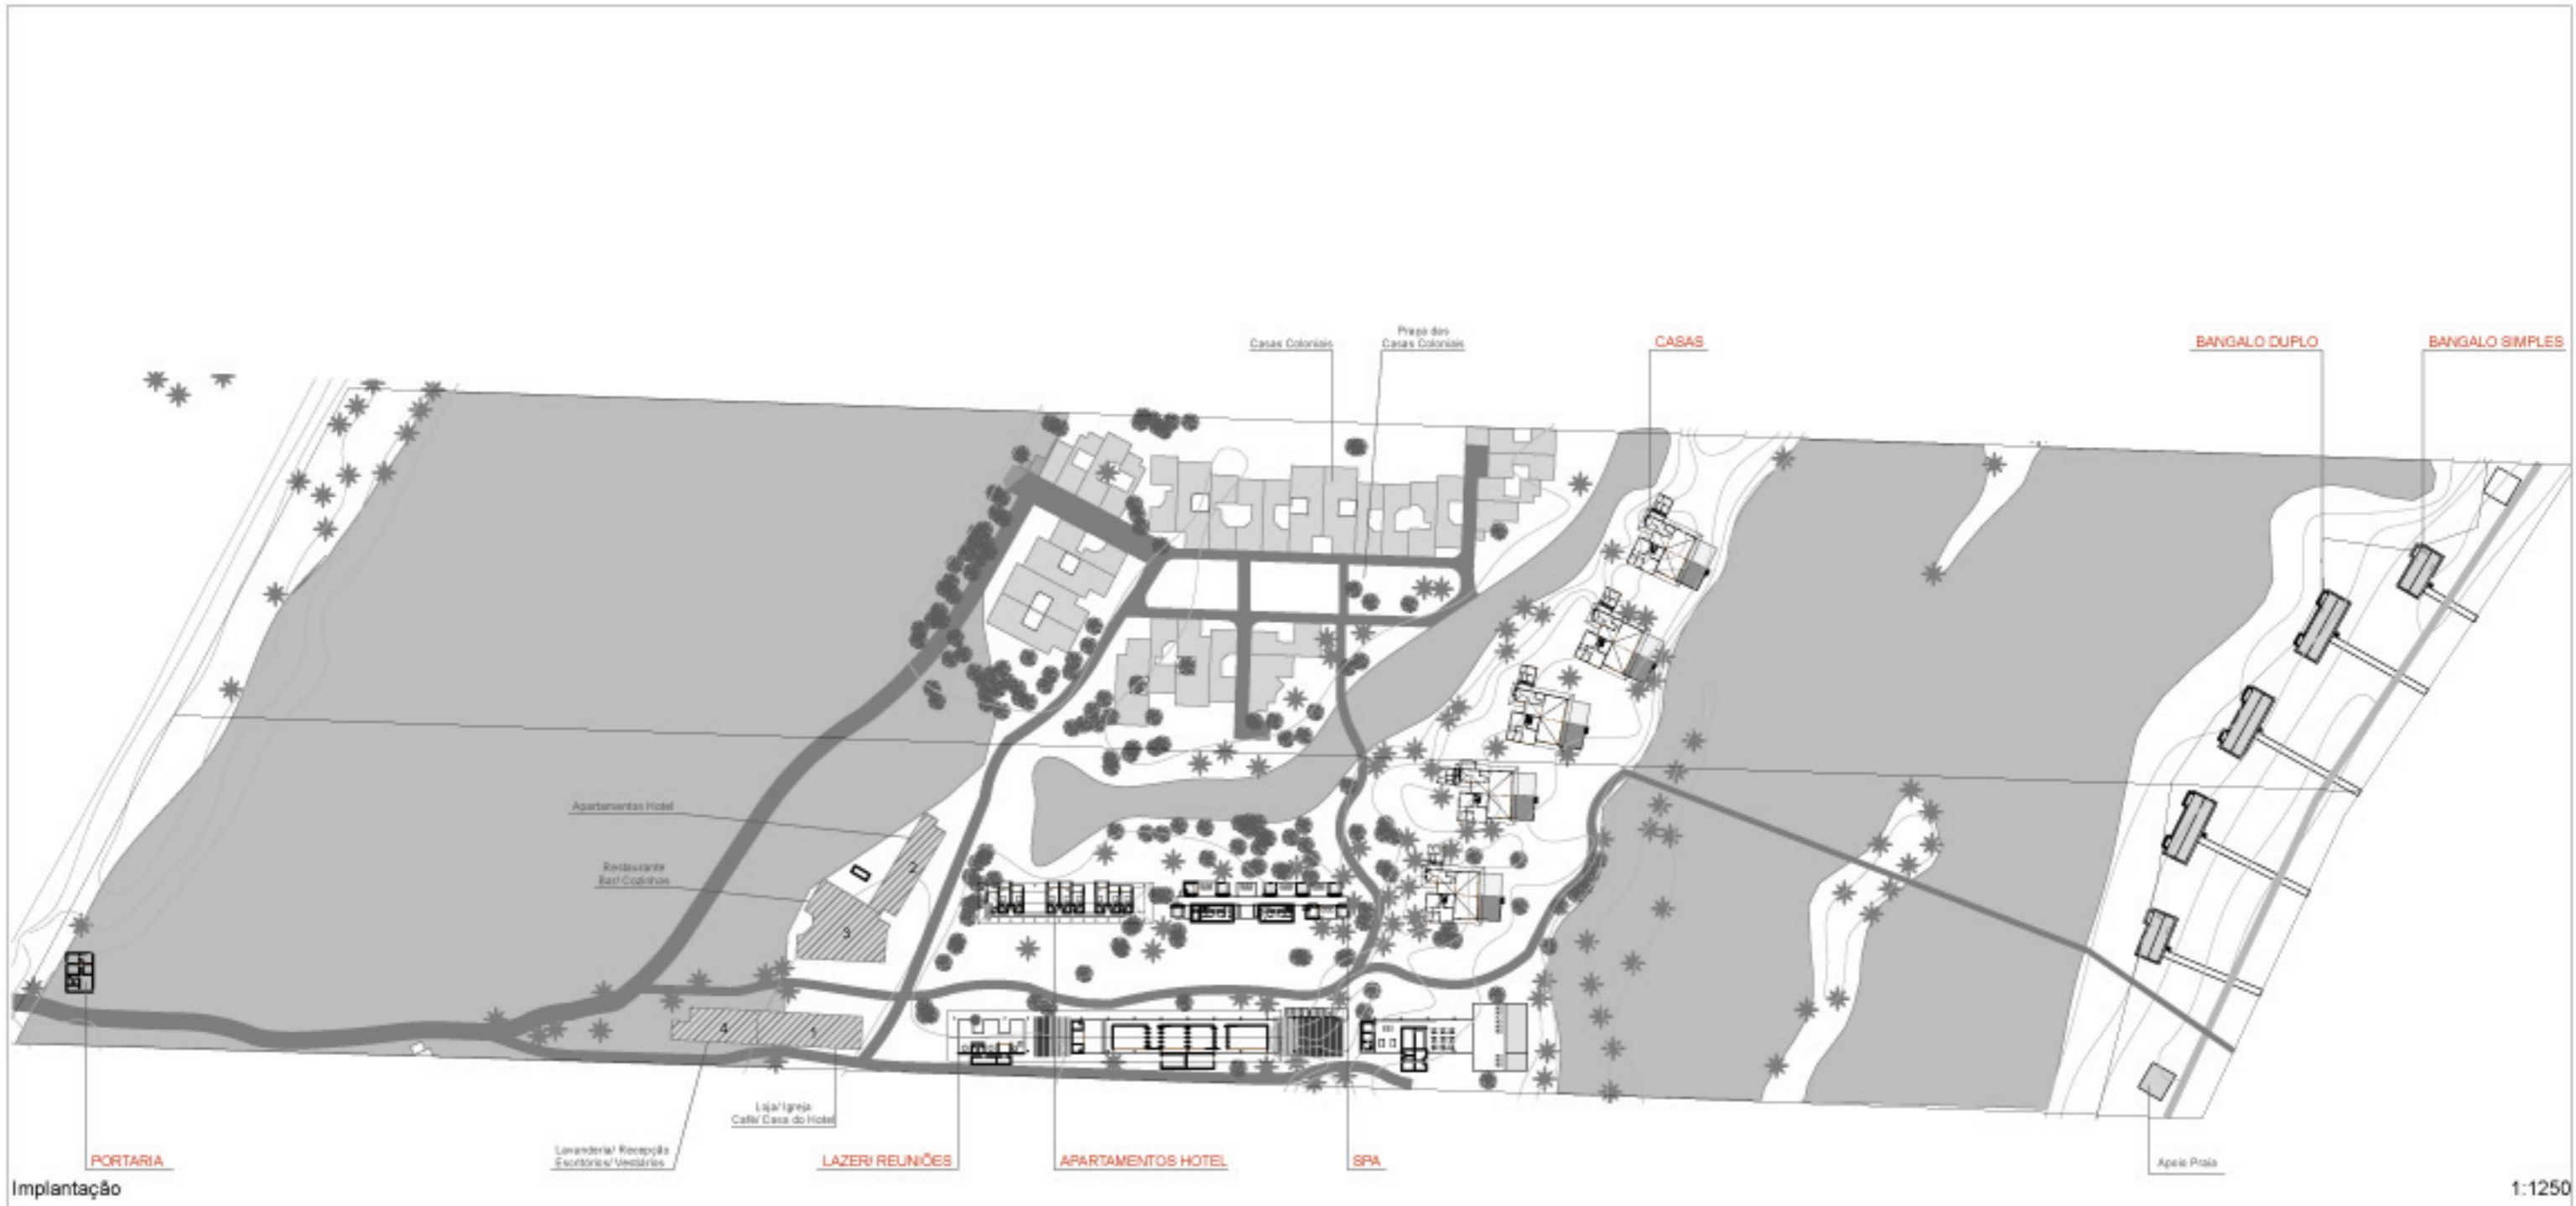 Praça das
Casas Coloniais
Casas Coloniais
CASAS
BANGALO DUPLO
BANGALO SIMPLES
Apartamentos Hotel
2
Restaurante
Bar/ Cozinhas
3
4
1
Loja/ Igreja
Café/ Casa do Hotel
Lavanderia/ Recepção
Escritórios/ Vestiários
PORTARIA
LAZER/ REUNIÕES
APARTAMENTOS HOTEL
SPA
Apoio Praia
Implantação
1:1250